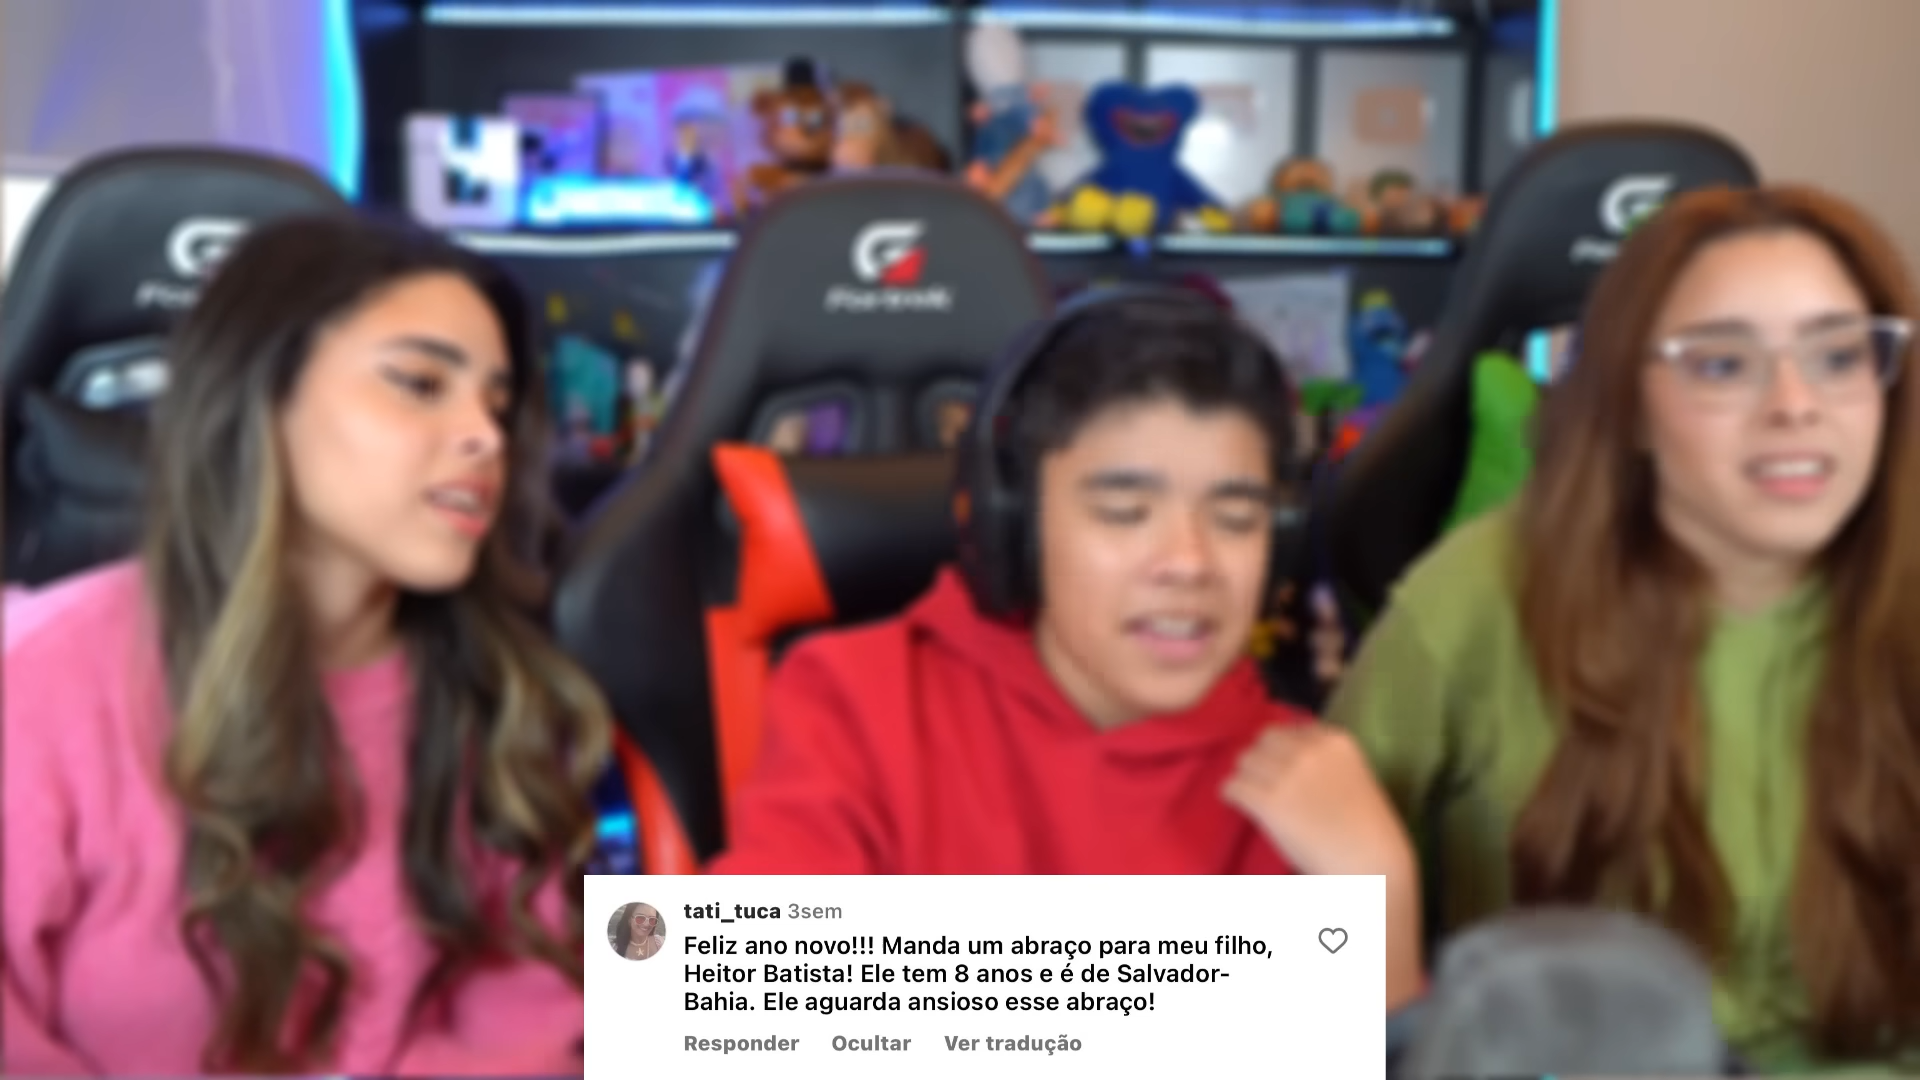 tati_tuca 3sem
Feliz ano novo!!! Manda um abraço para meu filho,
Heitor Batista! Ele tem 8 anos e é de Salvador-
Bahia. Ele aguarda ansioso esse abraço!
Responder Ocultar Ver tradução